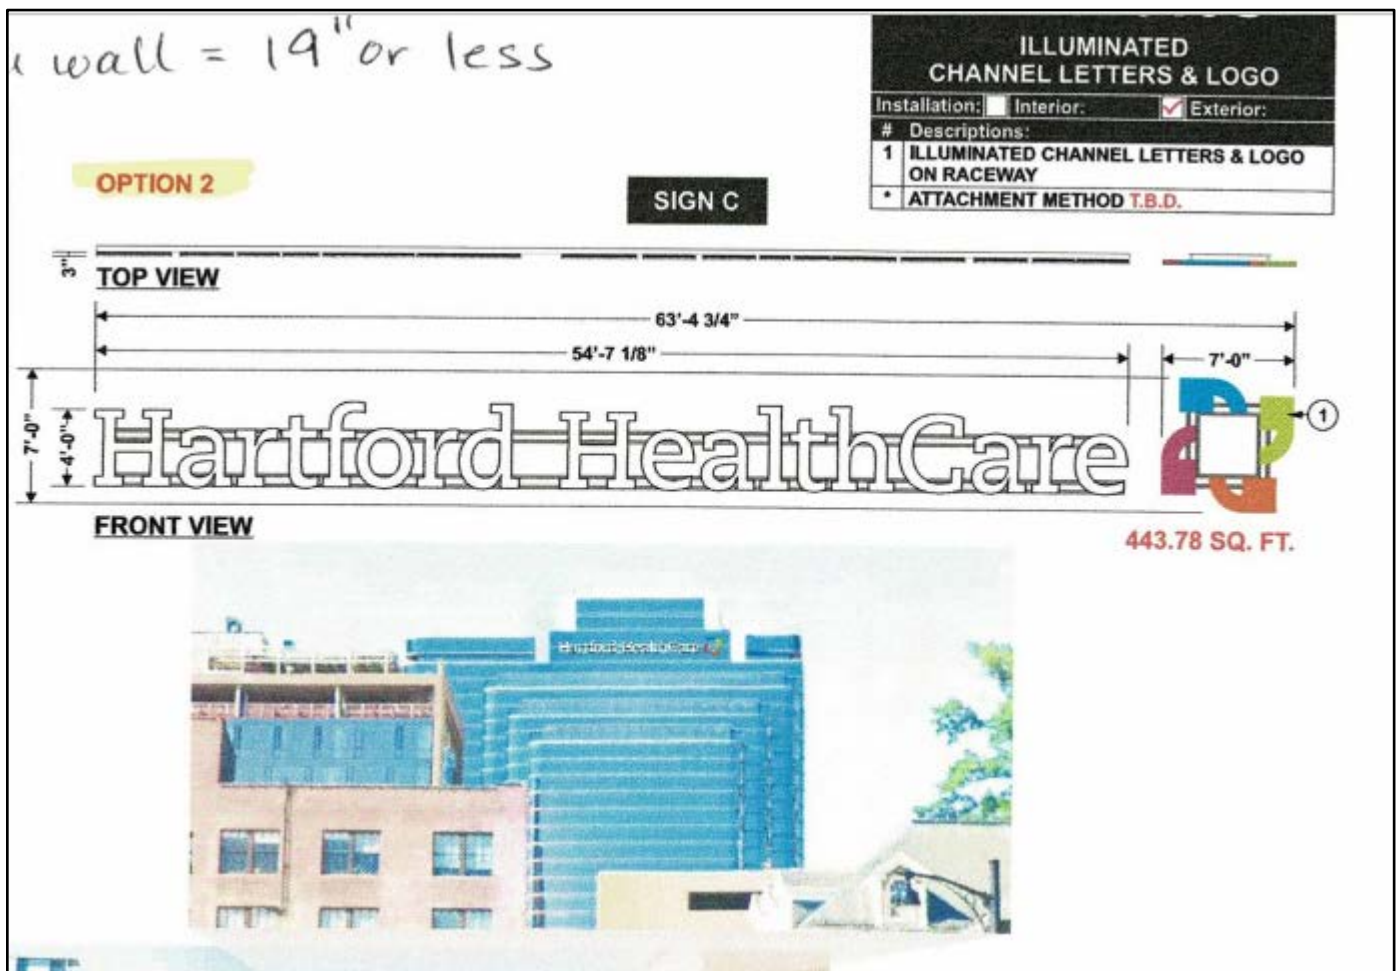 wall = 19" or less
ILLUMINATED
CHANNEL LETTERS & LOGO
Installation: Interior: Exterior:
# Descriptions:
1 ILLUMINATED CHANNEL LETTERS & LOGO
ON RACEWAY
* ATTACHMENT METHOD T.B.D.
OPTION 2
SIGN C
3"
TOP VIEW
63'-4 3/4"
54'-7 1/8"
7'-0"
7'-0"
4'-0"
Hartford HealthCare
1
FRONT VIEW
443.78 SQ. FT.
Hartford HealthCare